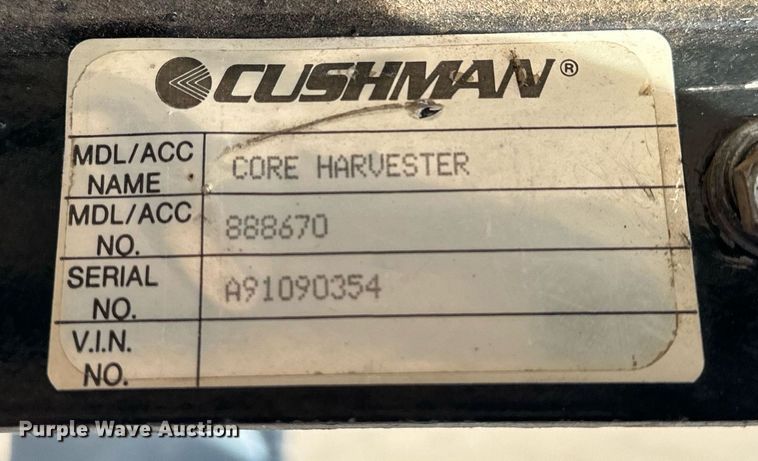 CUSHMAN®
MDL/ACC NAME CORE HARVESTER
MDL/ACC NO. 888670
SERIAL NO. A91090354
V.I.N. NO.
Purple Wave Auction